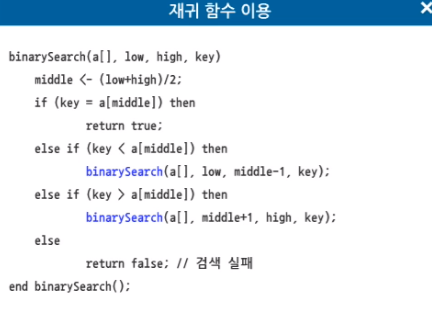 재귀 함수 이용 ×
binarySearch(a[], low, high, key)
middle <- (low+high)/2;
if (key = a[middle]) then
return true;
else if (key < a[middle]) then
binarySearch(a[], low, middle-1, key);
else if (key > a[middle]) then
binarySearch(a[], middle+1, high, key);
else
return false; // 검색 실패
end binarySearch();